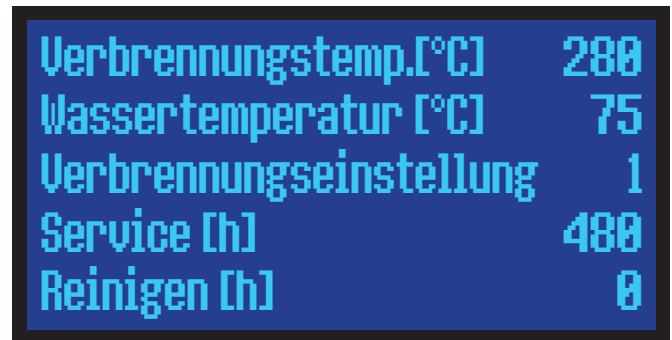 Verbrennungstemp.[°C] 280
Wassertemperatur [°C] 75
Verbrennungseinstellung 1
Service [h] 480
Reinigen [h] 0